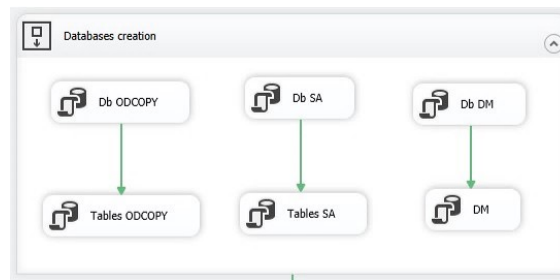 Databases creation
Db ODCOPY
Db SA
Db DM
Tables ODCOPY
Tables SA
DM